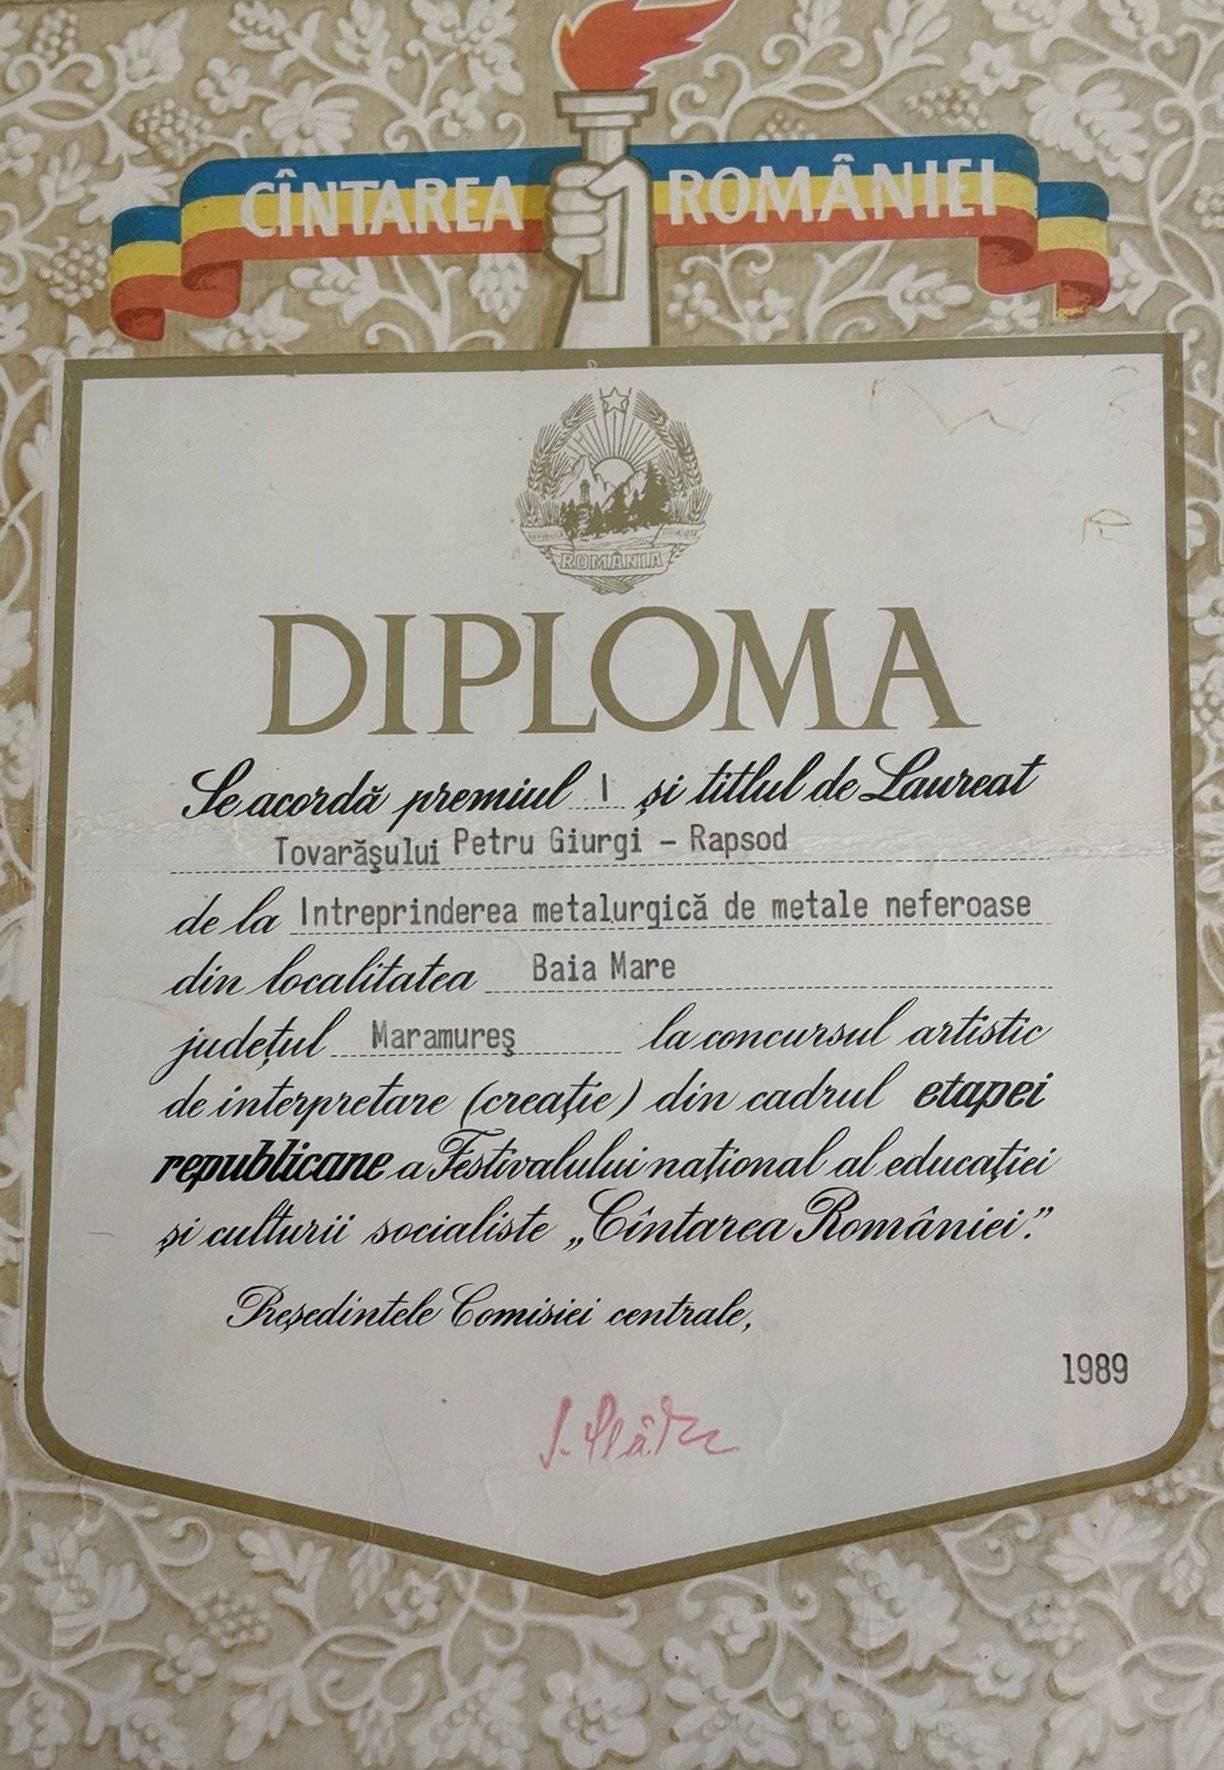 CÎNTAREA ROMÂNIEI
ROMÂNIA
DIPLOMA
Se acordă premiul I și titlul de Laureat
Tovarăşului Petru Giurgi - Rapsod
de la Intreprinderea metalurgică de metale neferoase
din localitatea Baia Mare
județul Maramureş la concursul artistic
de interpretare (creație) din cadrul etapei
republicane a Festivalului național al educației
și culturii socialiste „Cîntarea României.”
Președintele Comisiei centrale,
1989